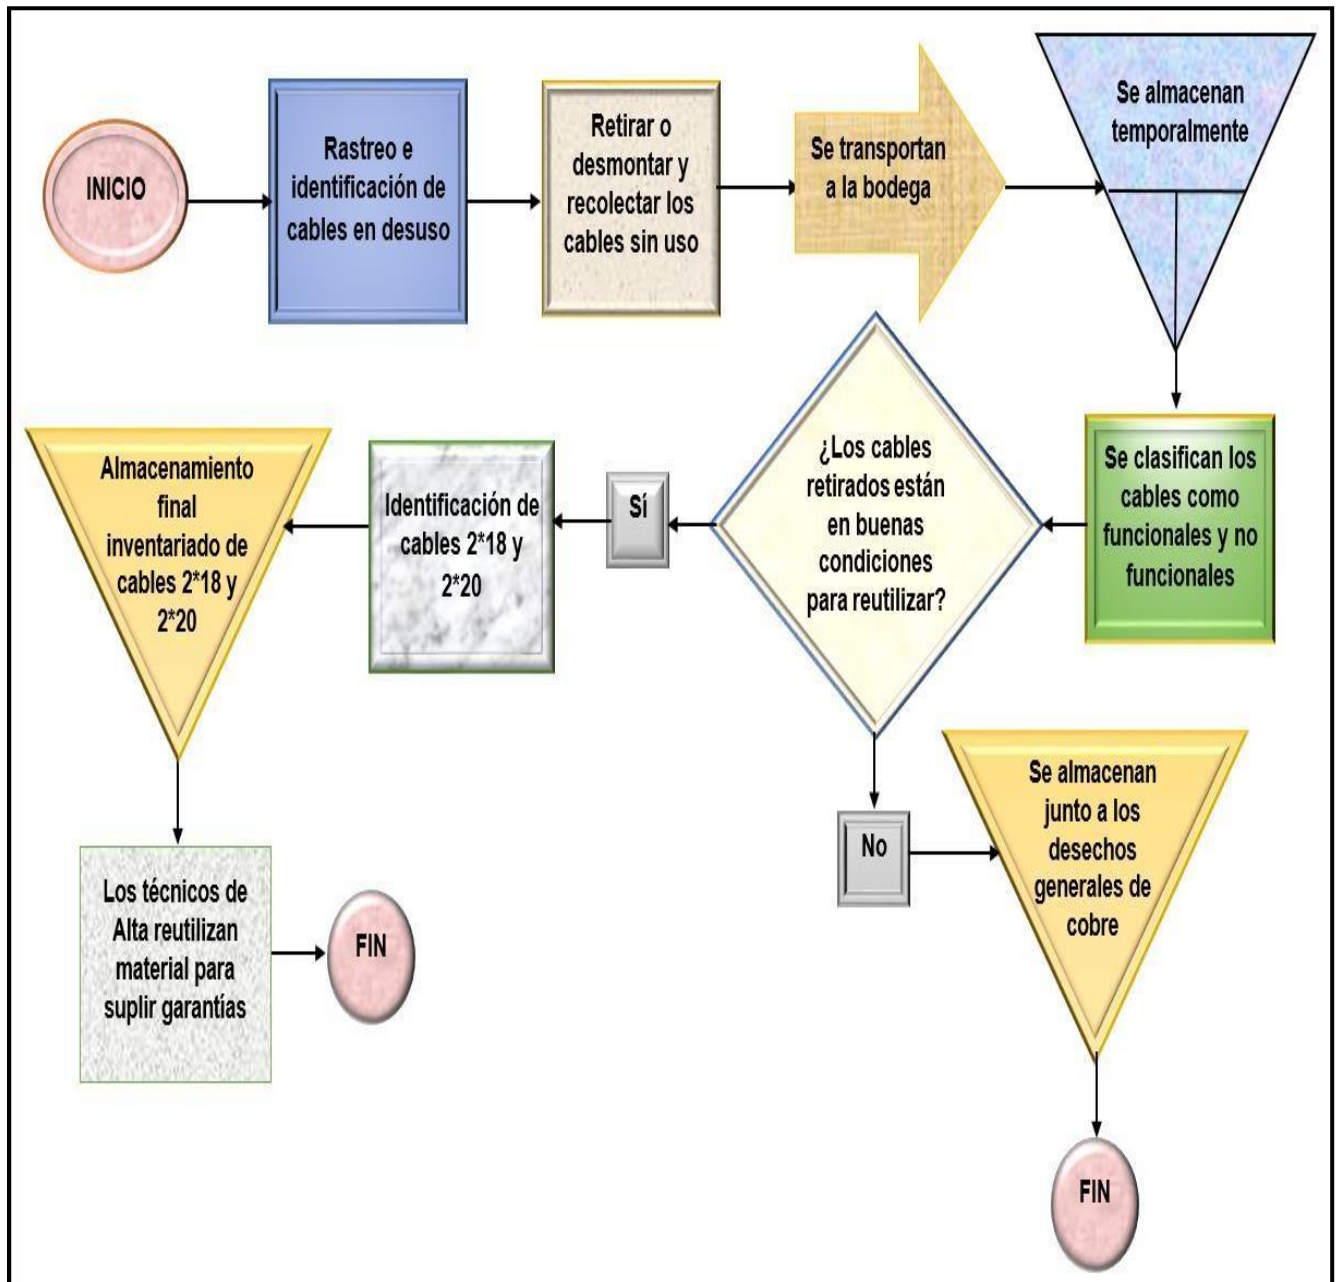 INICIO
Rastreo e
identificación de
cables en desuso
Retirar o
desmontar y
recolectar los
cables sin uso
Se transportan
a la bodega
Se almacenan
temporalmente
Se clasifican los
cables como
funcionales y no
funcionales
¿Los cables
retirados están
en buenas
condiciones
para reutilizar?
Sí
Identificación de
cables 2*18 y
2*20
Almacenamiento
final
inventariado de
cables 2*18 y
2*20
Los técnicos de
Alta reutilizan
material para
suplir garantías
FIN
No
Se almacenan
junto a los
desechos
generales de
cobre
FIN